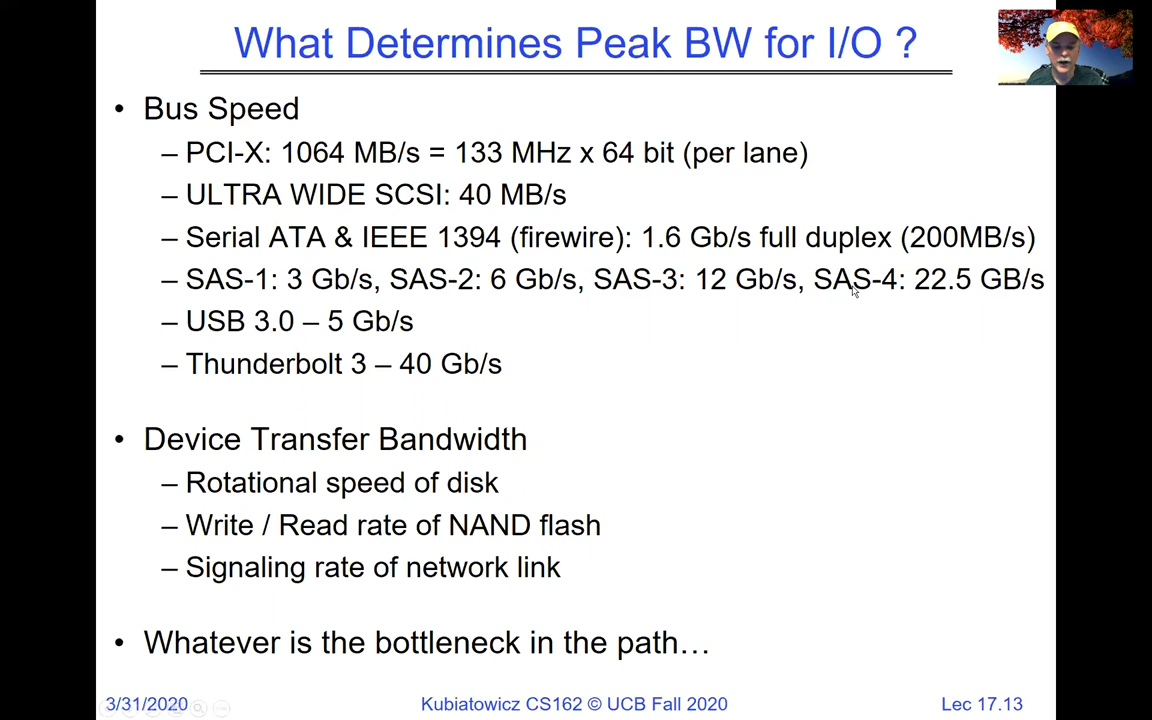 What Determines Peak BW for I/O ?
• Bus Speed
– PCI-X: 1064 MB/s = 133 MHz x 64 bit (per lane)
– ULTRA WIDE SCSI: 40 MB/s
– Serial ATA & IEEE 1394 (firewire): 1.6 Gb/s full duplex (200MB/s)
– SAS-1: 3 Gb/s, SAS-2: 6 Gb/s, SAS-3: 12 Gb/s, SAS-4: 22.5 GB/s
– USB 3.0 – 5 Gb/s
– Thunderbolt 3 – 40 Gb/s
• Device Transfer Bandwidth
– Rotational speed of disk
– Write / Read rate of NAND flash
– Signaling rate of network link
• Whatever is the bottleneck in the path…
3/31/2020 Kubiatowicz CS162 © UCB Fall 2020 Lec 17.13